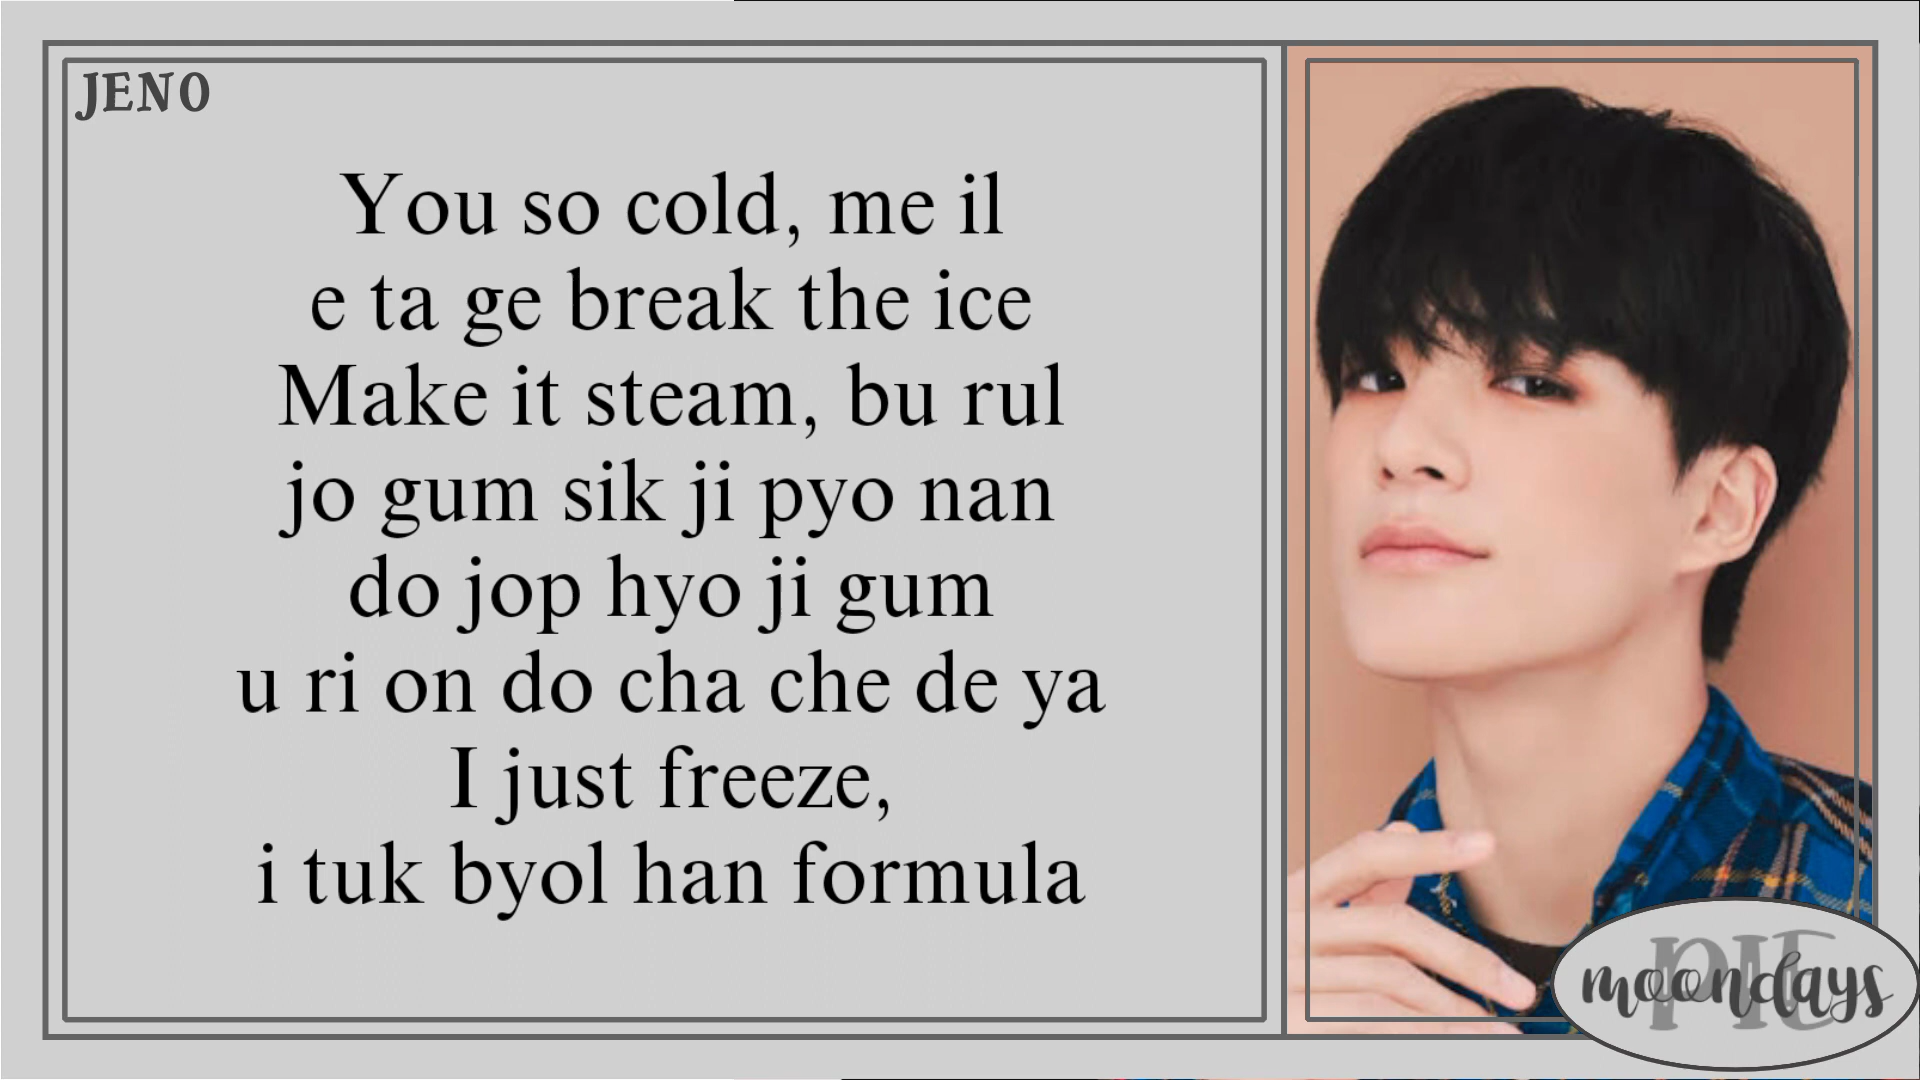 JENO
You so cold, me il
e ta ge break the ice
Make it steam, bu rul
jo gum sik ji pyo nan
do jop hyo ji gum
u ri on do cha che de ya
I just freeze,
i tuk byol han formula
PIT
moondays